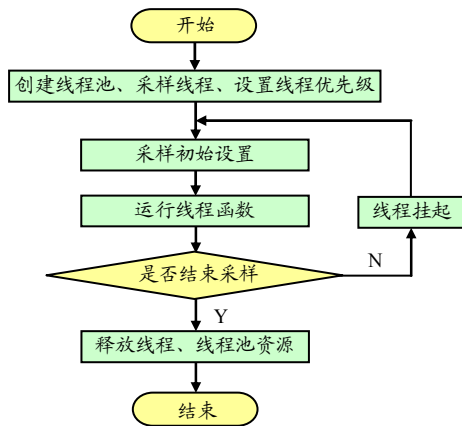 开始
创建线程池、采样线程、设置线程优先级
采样初始设置
运行线程函数
线程挂起
是否结束采样
N
Y
释放线程、线程池资源
结束